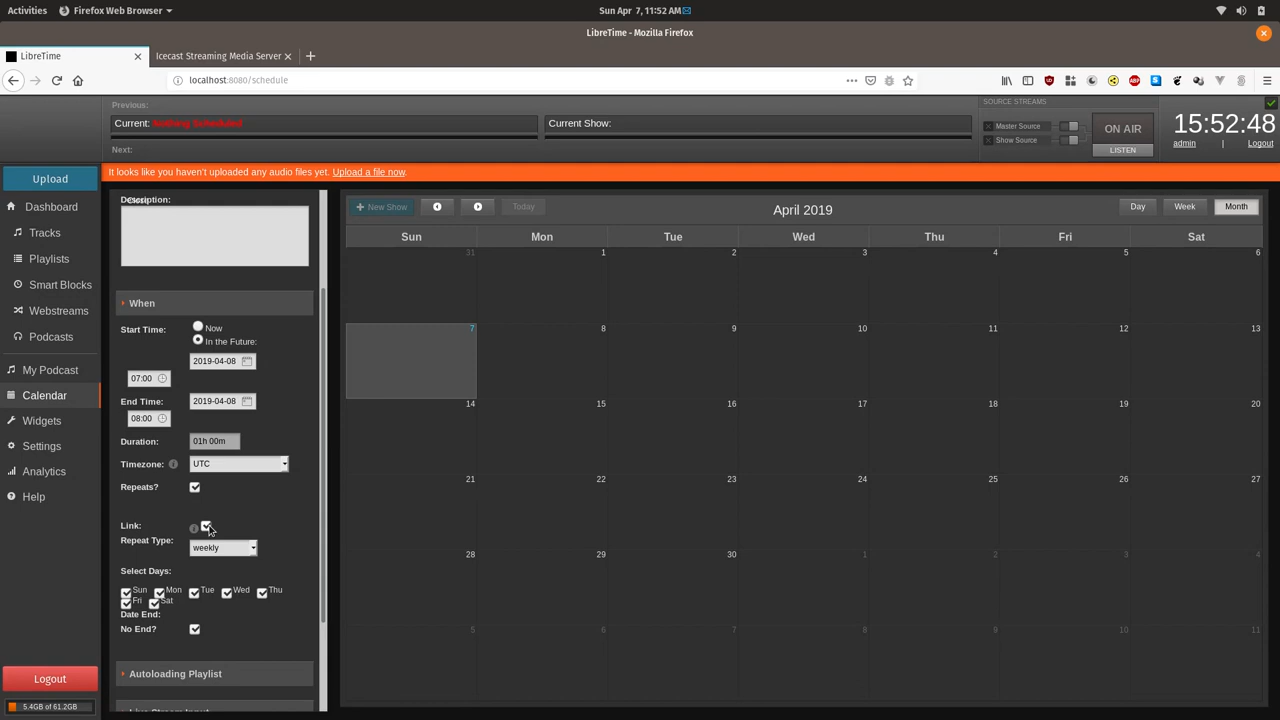 Activities
Firefox Web Browser
Sun Apr 7, 11:52 AM
LibreTime - Mozilla Firefox
LibreTime
Icecast Streaming Media Server
localhost:8080/schedule
Previous:
Current: Nothing Scheduled
Next:
Current Show:
SOURCE STREAMS
Master Source
Show Source
ON AIR
LISTEN
15:52:48
admin | Logout
It looks like you haven't uploaded any audio files yet. Upload a file now.
Upload
Dashboard
Tracks
Playlists
Smart Blocks
Webstreams
Podcasts
My Podcast
Calendar
Widgets
Settings
Analytics
Help
Logout
5.4GB of 61.2GB
Description:
When
Start Time:
Now
In the Future:
2019-04-08
07:00
End Time:
2019-04-08
08:00
Duration:
01h 00m
Timezone:
UTC
Repeats?
Link:
Repeat Type:
weekly
Select Days:
Sun Mon Tue Wed Thu
Fri Sat
Date End:
No End?
Autoloading Playlist
Live Stream Input
+ New Show
Today
April 2019
Day Week Month
Sun Mon Tue Wed Thu Fri Sat
31 1 2 3 4 5 6
7 8 9 10 11 12 13
14 15 16 17 18 19 20
21 22 23 24 25 26 27
28 29 30 1 2 3 4
5 6 7 8 9 10 11